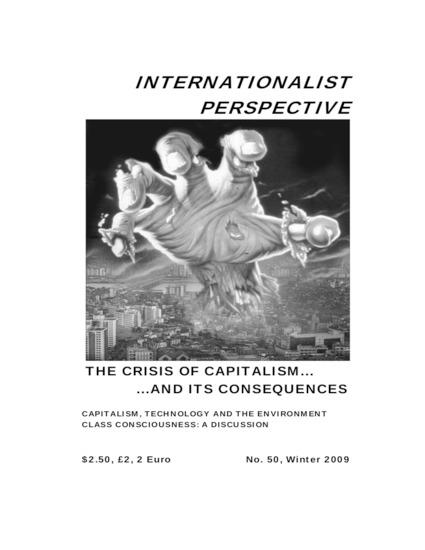 INTERNATIONALIST
PERSPECTIVE
THE CRISIS OF CAPITALISM...
...AND ITS CONSEQUENCES
CAPITALISM, TECHNOLOGY AND THE ENVIRONMENT
CLASS CONSCIOUSNESS: A DISCUSSION
$2.50, £2, 2 Euro No. 50, Winter 2009